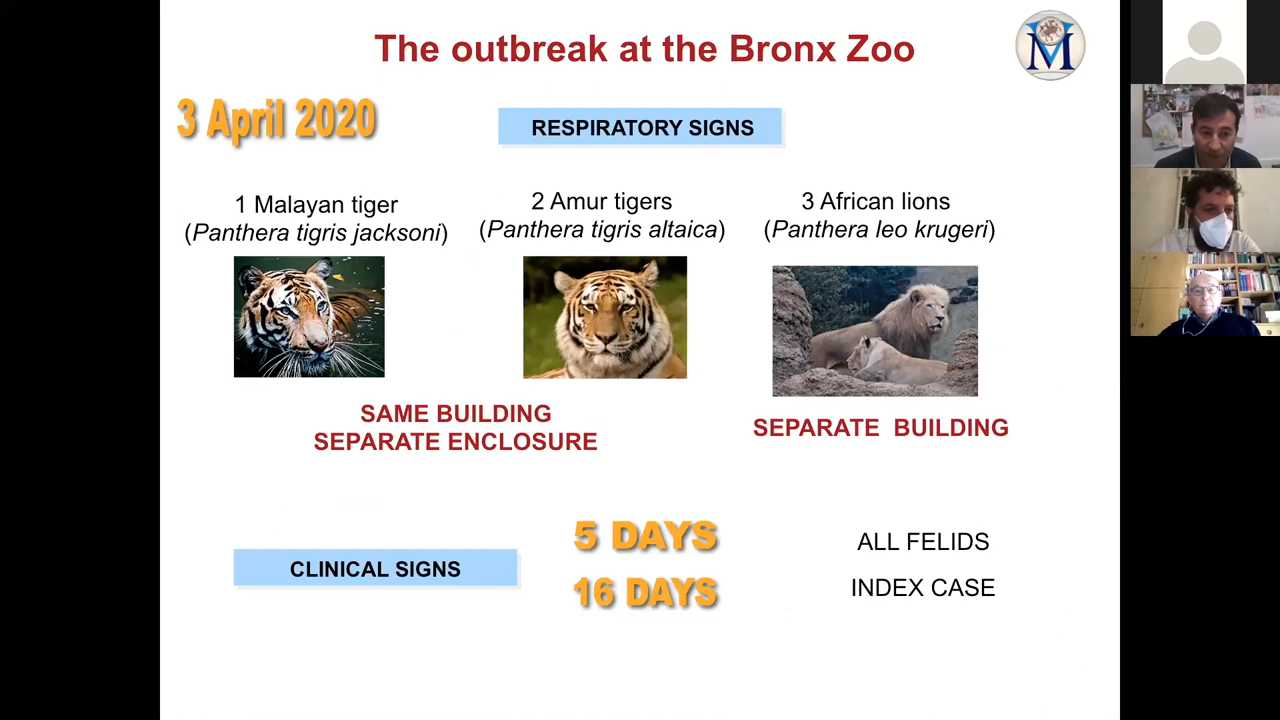 The outbreak at the Bronx Zoo
3 April 2020
RESPIRATORY SIGNS
1 Malayan tiger
(Panthera tigris jacksoni)
2 Amur tigers
(Panthera tigris altaica)
3 African lions
(Panthera leo krugeri)
SAME BUILDING
SEPARATE ENCLOSURE
SEPARATE BUILDING
CLINICAL SIGNS
5 DAYS
ALL FELIDS
16 DAYS
INDEX CASE